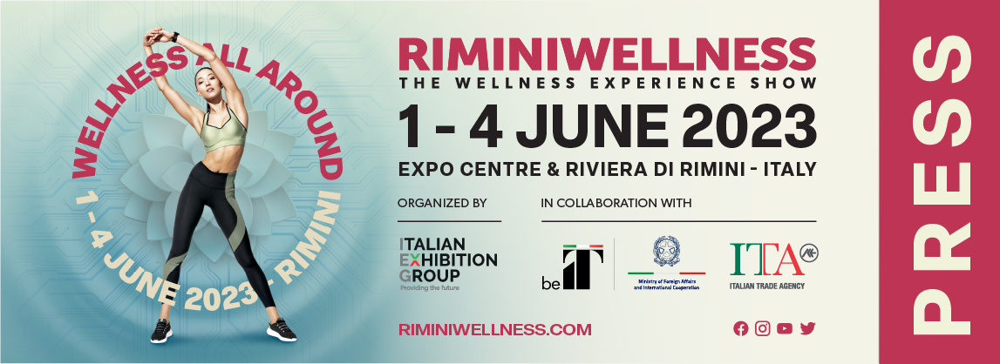 WELLNESS ALL AROUND
1 - 4 JUNE 2023 - RIMINI
RIMINIWELLNESS
THE WELLNESS EXPERIENCE SHOW
1 - 4 JUNE 2023
EXPO CENTRE & RIVIERA DI RIMINI - ITALY
ORGANIZED BY
ITALIAN
EXHIBITION
GROUP
Providing the future
IN COLLABORATION WITH
be IT
Ministry of Foreign Affairs
and International Cooperation
ITA
ITALIAN TRADE AGENCY
RIMINIWELLNESS.COM
PRESS